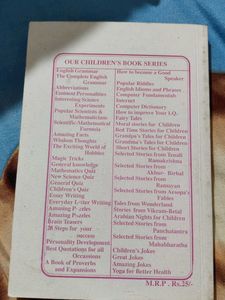 OUR CHILDREN'S BOOK SERIES
English Grammar
The Complete English
Grammar
Abbreviations
Eminent Personalities
Interesting Science
Experiments
Popular Scientists &
Mathematicians
Scientific-Mathematical
Formula
Amazing Facts
Wisdom Thoughts
The Exciting World of
Hobbies
Magic Tricks
General Knowledge
Mathematics Quiz
New Science Quiz
General Quiz
Children's Quiz
Essay Writing
Everyday Letter Writing
Amazing Puzzles
Amazing Puzzles
Brain Teasers
28 Steps for your
success
Personality Development
Best Quotations for all
Occassions
A Book of Proverbs
and Expansions
How to become a Good
Speaker
Popular Riddles
English Idioms and Phrases
Computer Fundamentals
Internet
Computer Dictionary
How to improve your I.Q.
Fairy Tales
Moral stories for Children
Bed Time Stories for Children
Grandpa's Tales for Children
Grandma's Tales for Children
Short Stories for Children
Selected Stories from Tenali
Ramakrishna
Selected Stories from
Akbar-Birbal
Selected Stories from
Ramayan
Selected Stories from Aesops's
Fables
Tales from Wonderland
Stories from Vikram-Betal
Arabian Nights for Children
Selected Stories from
Panchatantra
Selected Stories from
Mahabharatha
Children's Jokes
Great Jokes
Amazing Jokes
Yoga for Better Health
M.R.P. Rs.25/-